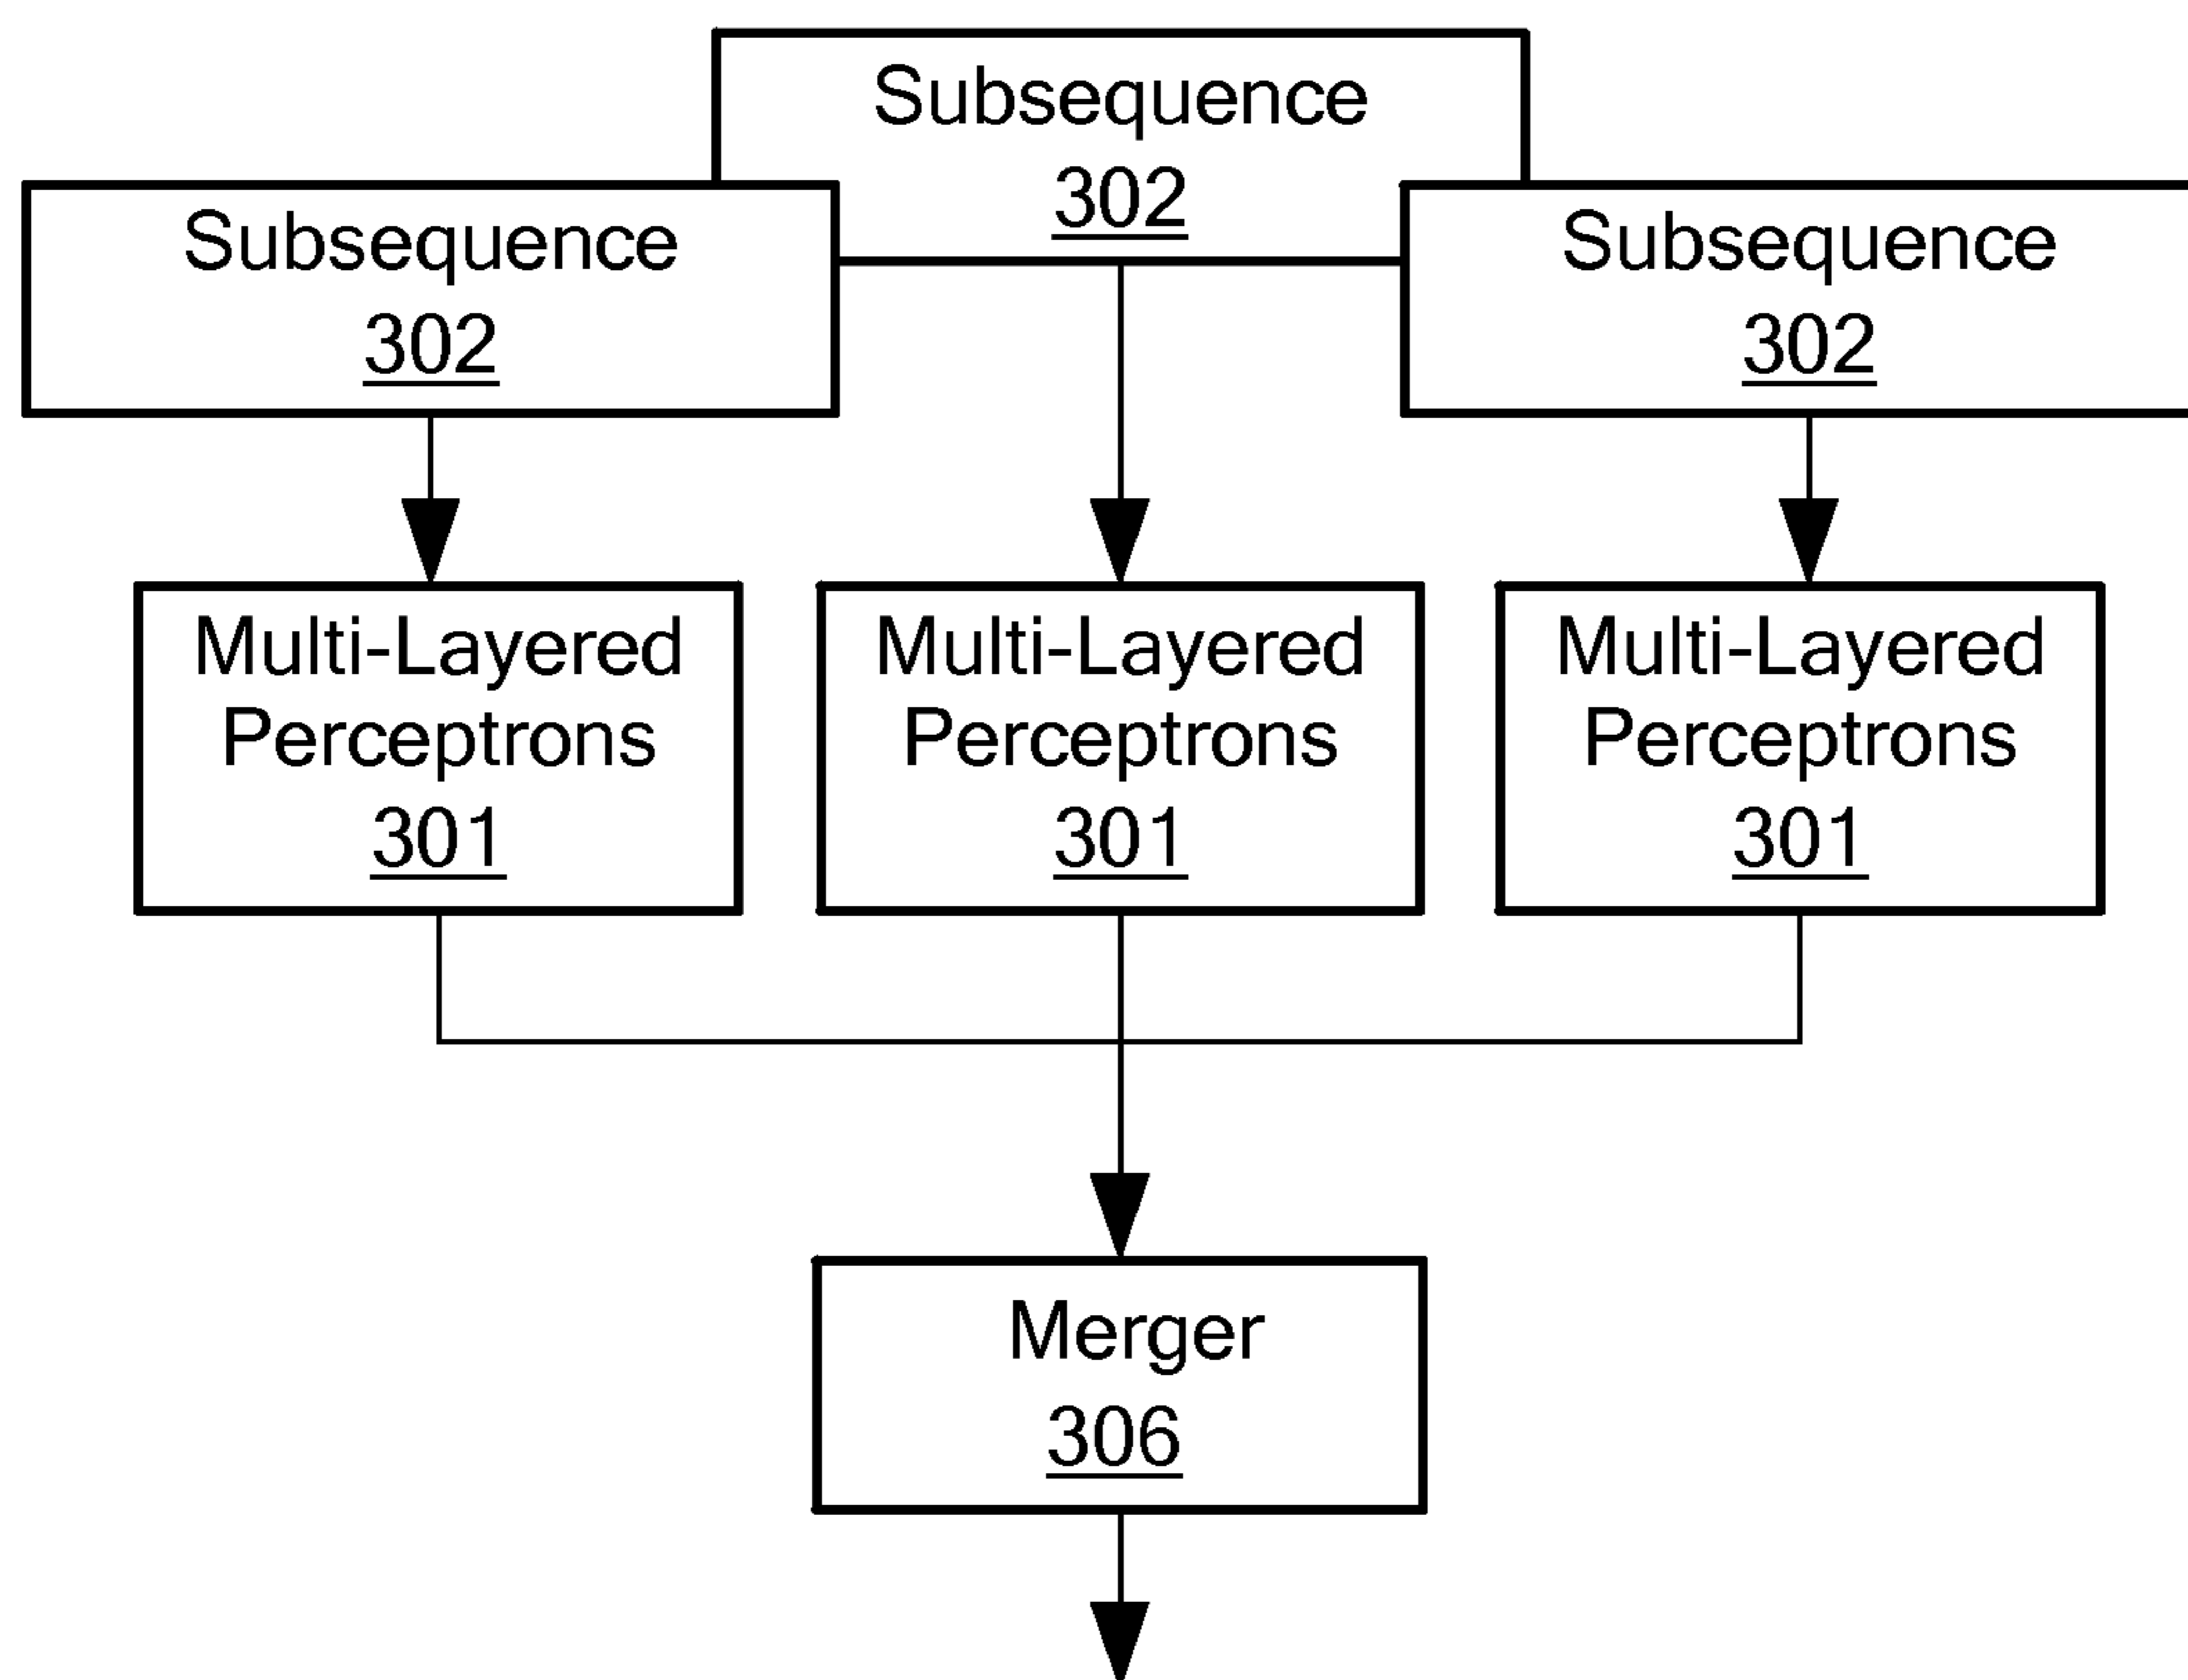 Subsequence
302
Subsequence
302
Subsequence
302
Multi-Layered
Perceptrons
301
Multi-Layered
Perceptrons
301
Multi-Layered
Perceptrons
301
Merger
306